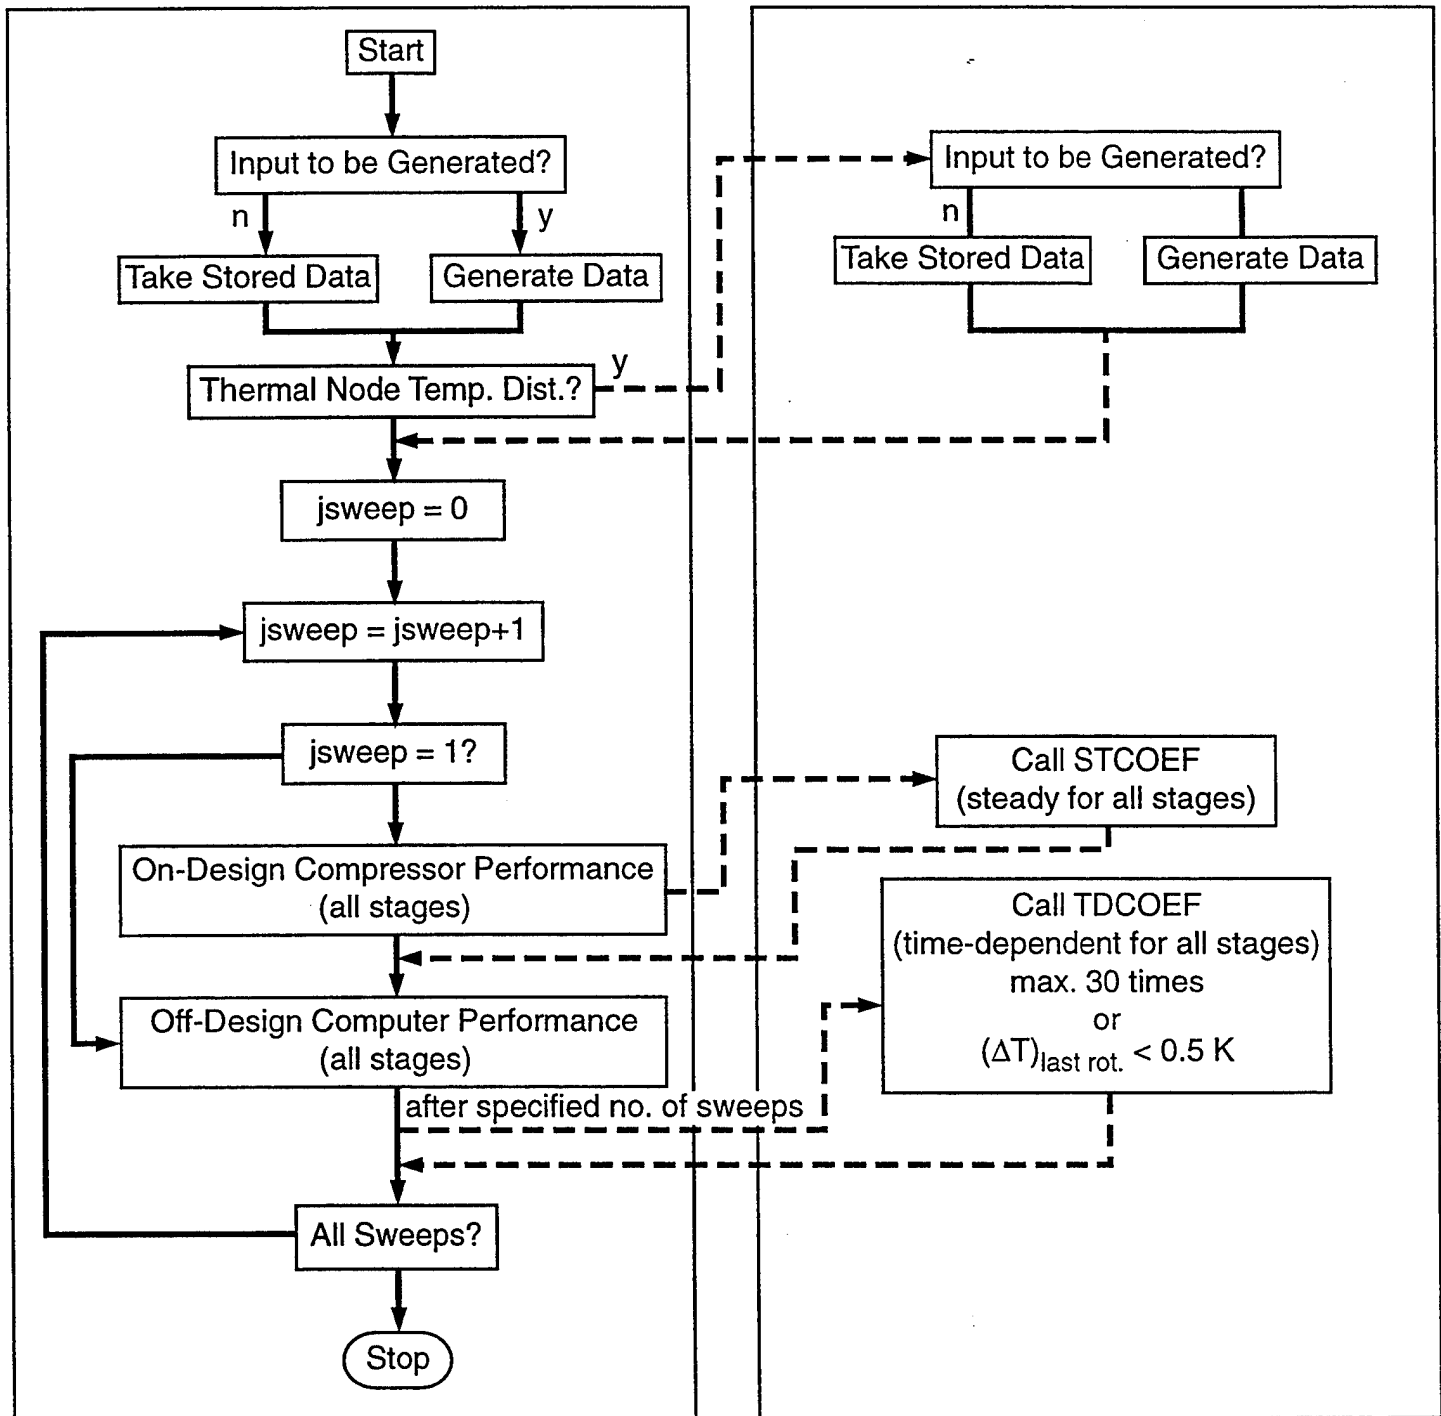 Start
Input to be Generated?
n
y
Take Stored Data
Generate Data
Thermal Node Temp. Dist.?
y
jsweep = 0
jsweep = jsweep+1
jsweep = 1?
On-Design Compressor Performance
(all stages)
Off-Design Computer Performance
(all stages)
after specified no. of sweeps
All Sweeps?
Stop
Input to be Generated?
n
Take Stored Data
Generate Data
Call STCOEF
(steady for all stages)
Call TDCOEF
(time-dependent for all stages)
max. 30 times
or
(ΔT)last rot. < 0.5 K